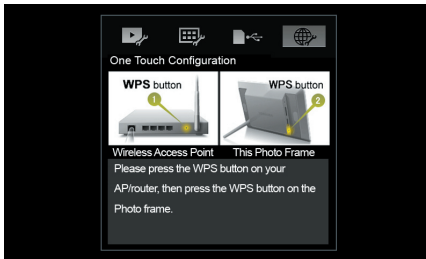 One Touch Configuration
WPS button
WPS button
1
2
Wireless Access Point
This Photo Frame
Please press the WPS button on your
AP/router, then press the WPS button on the
Photo frame.